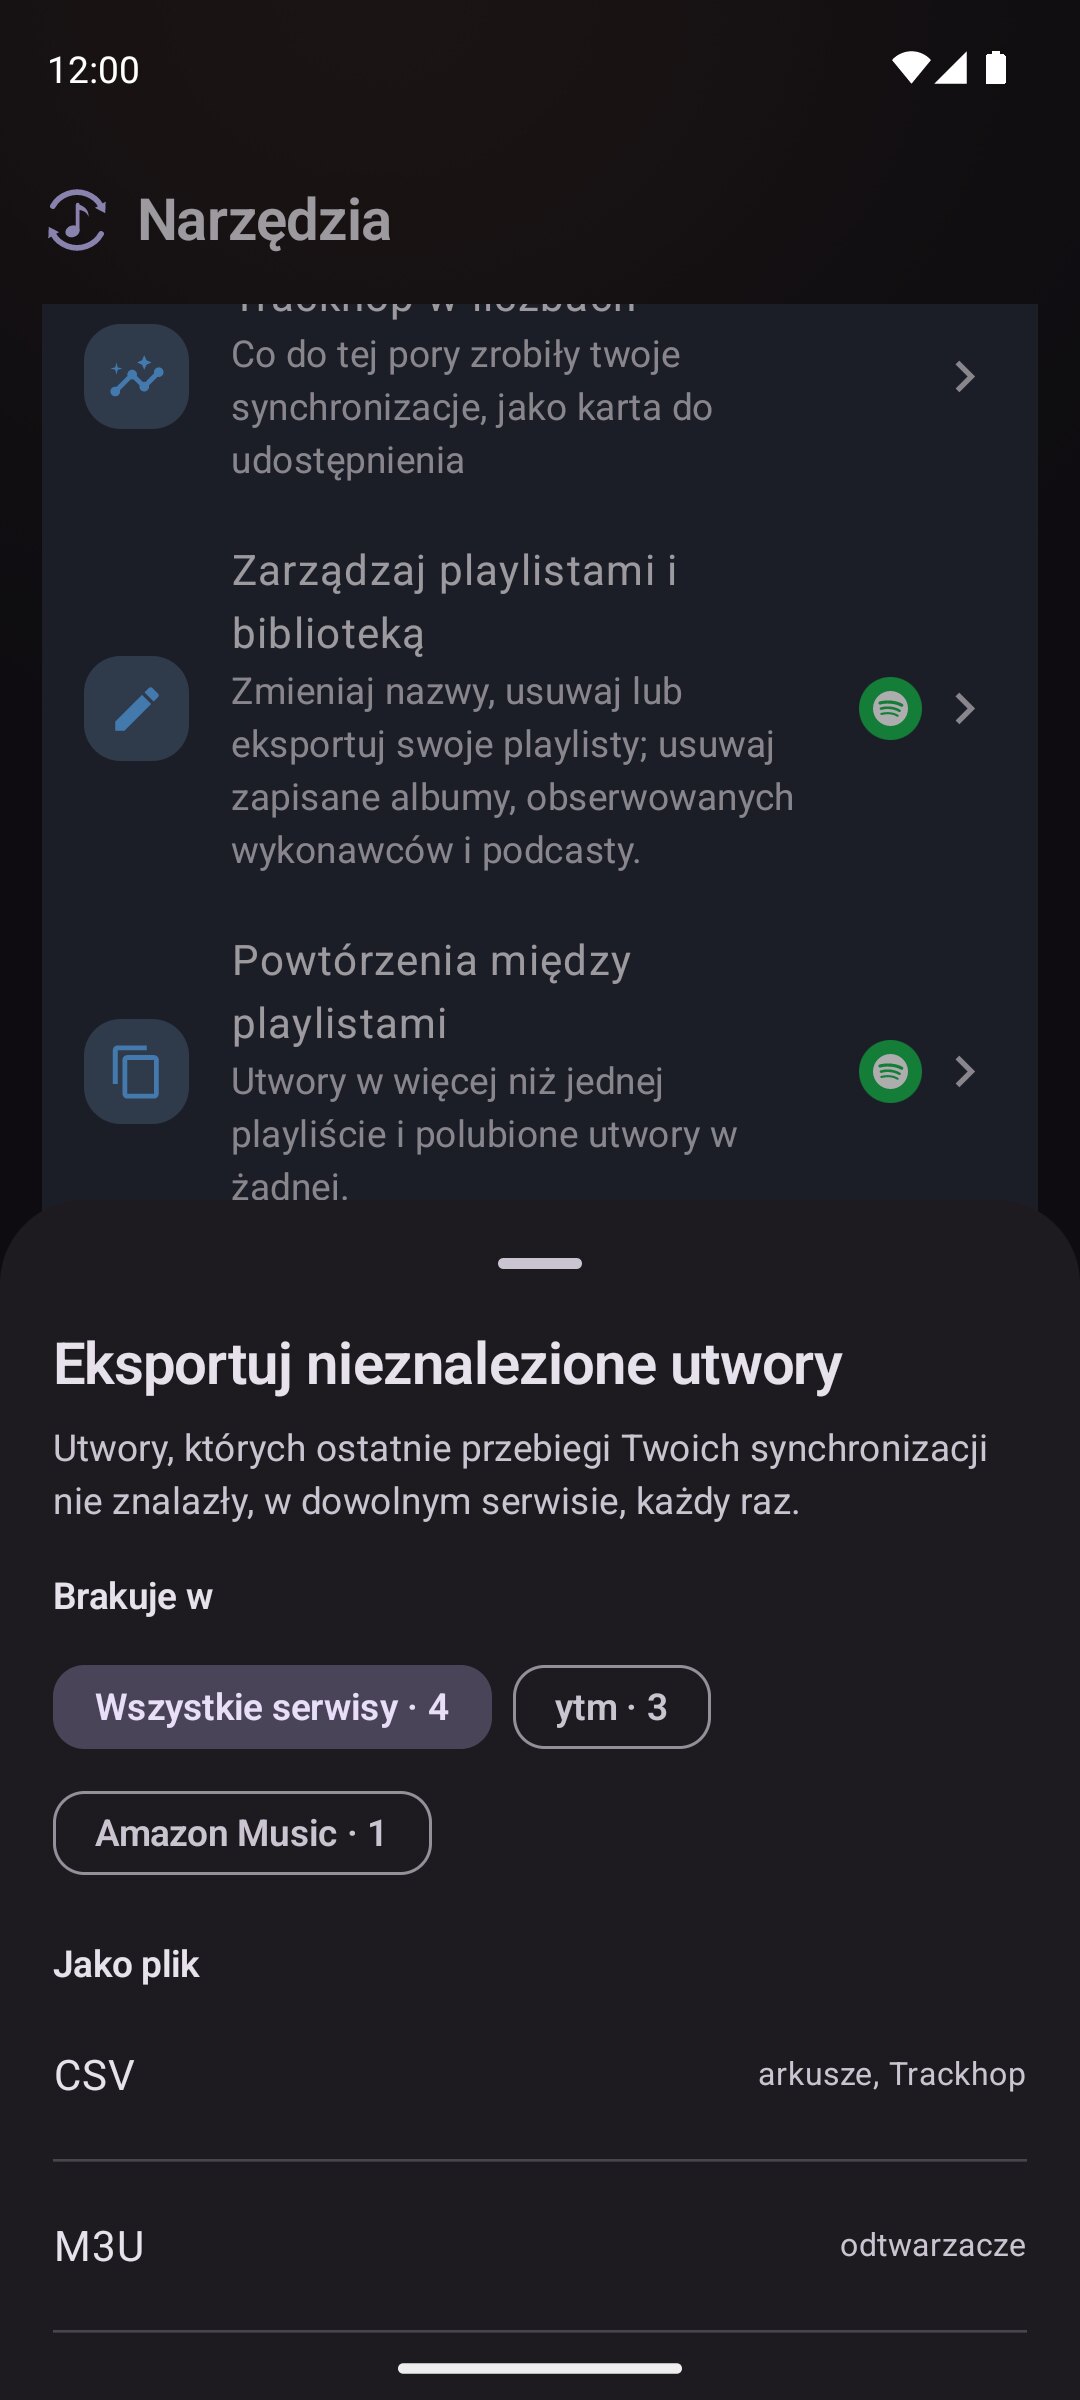 12:00
Narzędzia
Trackhop w liczbach
Co do tej pory zrobiły twoje
synchronizacje, jako karta do
udostępnienia
Zarządzaj playlistami i
biblioteką
Zmieniaj nazwy, usuwaj lub
eksportuj swoje playlisty; usuwaj
zapisane albumy, obserwowanych
wykonawców i podcasty.
Powtórzenia między
playlistami
Utwory w więcej niż jednej
playliście i polubione utwory w
żadnej.
Eksportuj nieznalezione utwory
Utwory, których ostatnie przebiegi Twoich synchronizacji
nie znalazły, w dowolnym serwisie, każdy raz.
Brakuje w
Wszystkie serwisy · 4
ytm · 3
Amazon Music · 1
Jako plik
CSV
arkusze, Trackhop
M3U
odtwarzacze